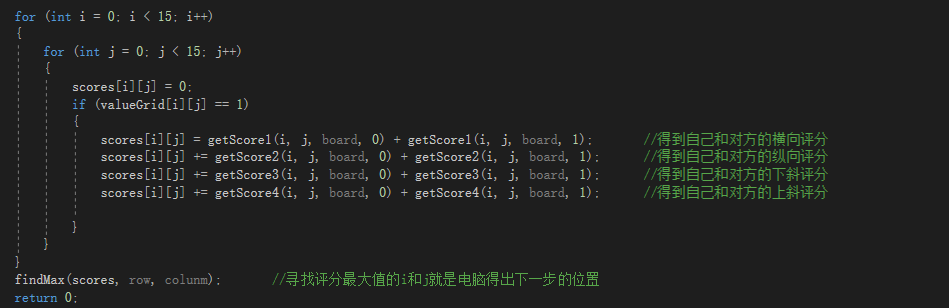 for (int i = 0; i < 15; i++)
{
for (int j = 0; j < 15; j++)
{
scores[i][j] = 0;
if (valueGrid[i][j] == 1)
{
scores[i][j] = getScore1(i, j, board, 0) + getScore1(i, j, board, 1); //得到自己和对方的横向评分
scores[i][j] += getScore2(i, j, board, 0) + getScore2(i, j, board, 1); //得到自己和对方的纵向评分
scores[i][j] += getScore3(i, j, board, 0) + getScore3(i, j, board, 1); //得到自己和对方的下斜评分
scores[i][j] += getScore4(i, j, board, 0) + getScore4(i, j, board, 1); //得到自己和对方的上斜评分
}
}
}
findMax(scores, row, colunm); //寻找评分最大值的i和j就是电脑得出下一步的位置
return 0;